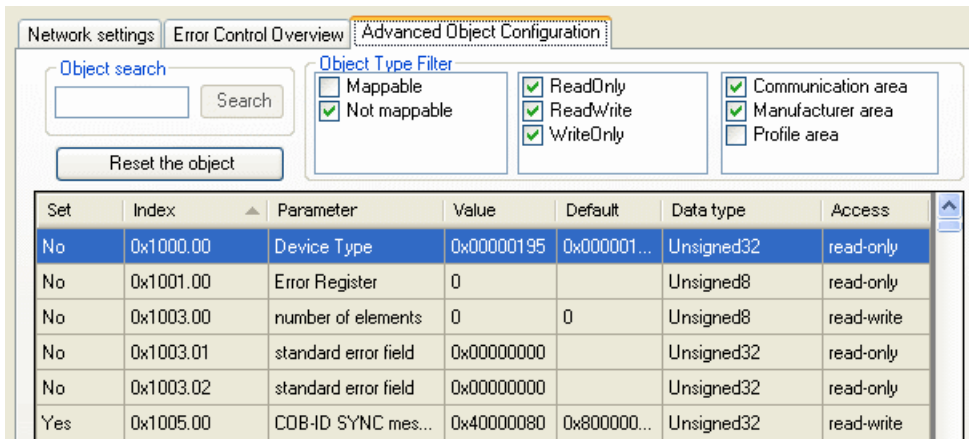 Network settings Error Control Overview Advanced Object Configuration
Object search
Search
Reset the object
Object Type Filter
Mappable
Not mappable
ReadOnly
ReadWrite
WriteOnly
Communication area
Manufacturer area
Profile area
Set Index Parameter Value Default Data type Access
No 0x1000.00 Device Type 0x00000195 0x000001... Unsigned32 read-only
No 0x1001.00 Error Register 0 Unsigned8 read-only
No 0x1003.00 number of elements 0 0 Unsigned8 read-write
No 0x1003.01 standard error field 0x00000000 Unsigned32 read-only
No 0x1003.02 standard error field 0x00000000 Unsigned32 read-only
Yes 0x1005.00 COB-ID SYNC mes... 0x40000080 0x800000... Unsigned32 read-write